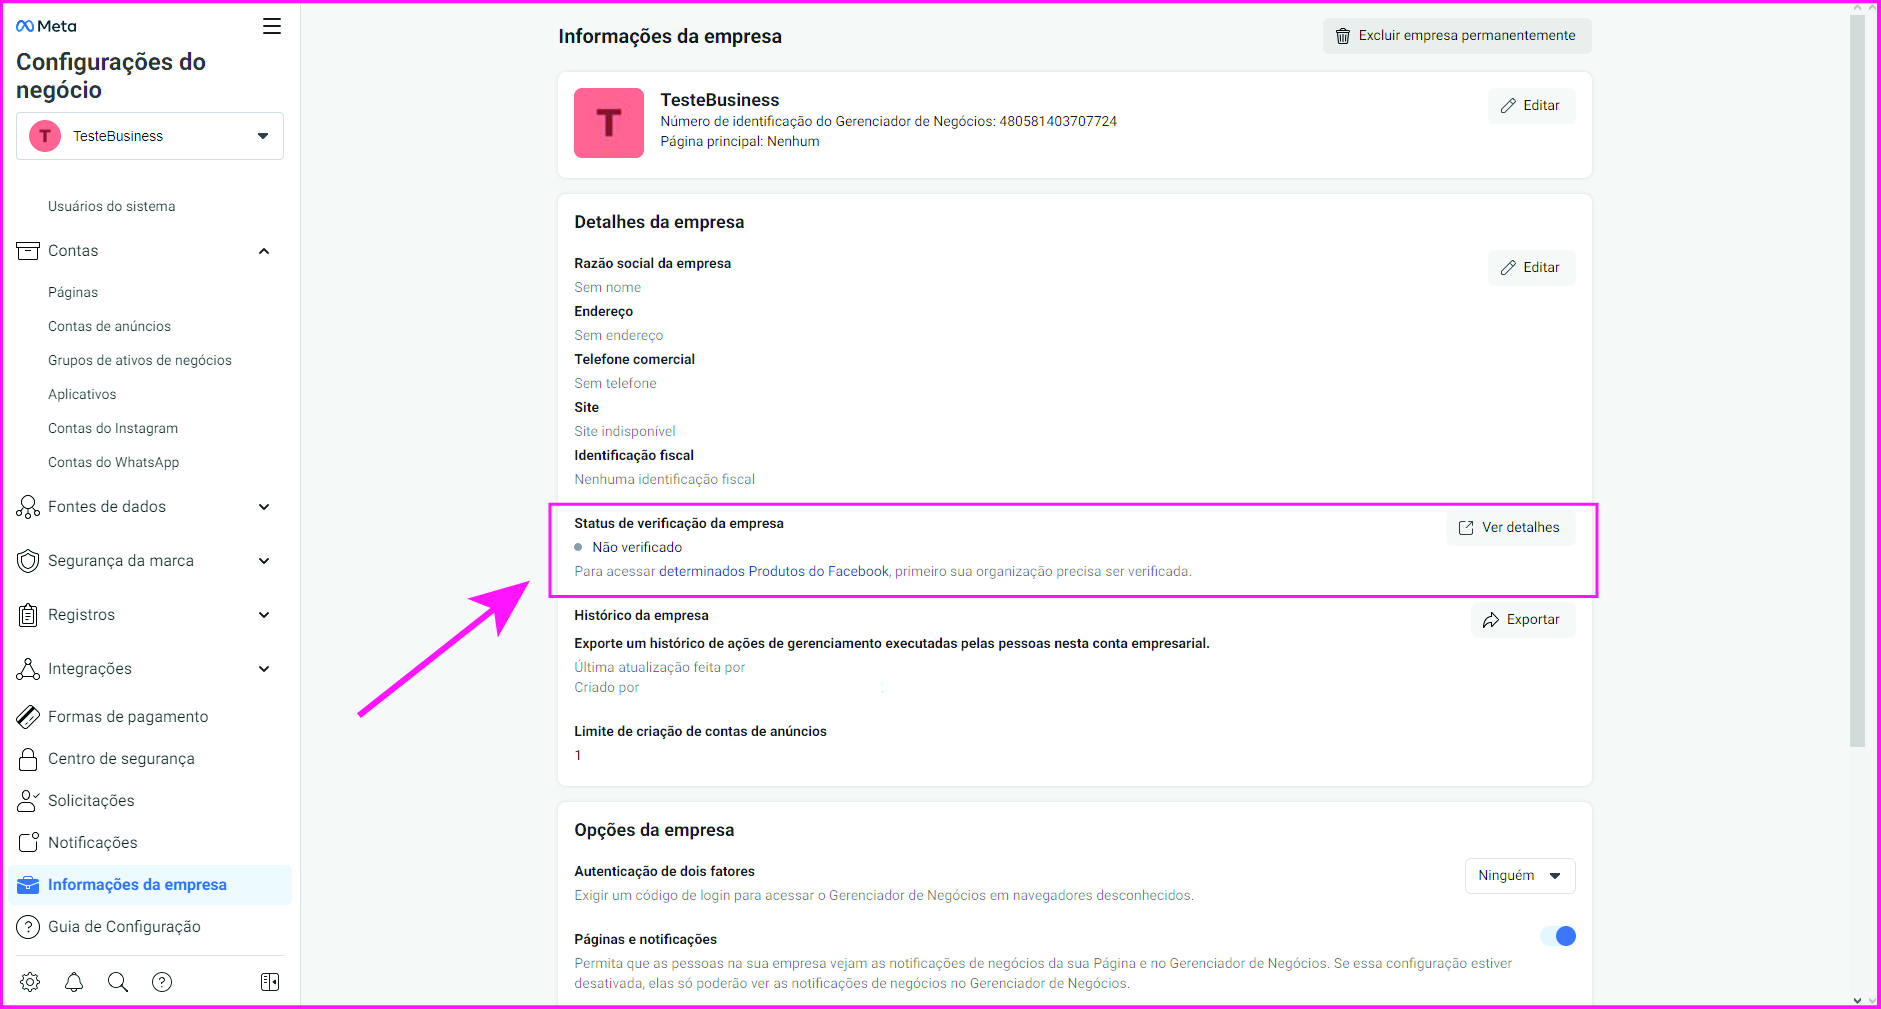 Meta
Configurações do
negócio
T
TesteBusiness
Usuários do sistema
Contas
Páginas
Contas de anúncios
Grupos de ativos de negócios
Aplicativos
Contas do Instagram
Contas do WhatsApp
Fontes de dados
Segurança da marca
Registros
Integrações
Formas de pagamento
Centro de segurança
Solicitações
Notificações
Informações da empresa
Guia de Configuração
Informações da empresa
Excluir empresa permanentemente
T
TesteBusiness
Número de identificação do Gerenciador de Negócios: 480581403707724
Página principal: Nenhum
Editar
Detalhes da empresa
Razão social da empresa
Editar
Sem nome
Endereço
Sem endereço
Telefone comercial
Sem telefone
Site
Site indisponível
Identificação fiscal
Nenhuma identificação fiscal
Status de verificação da empresa
Ver detalhes
Não verificado
Para acessar determinados Produtos do Facebook, primeiro sua organização precisa ser verificada.
Histórico da empresa
Exportar
Exporte um histórico de ações de gerenciamento executadas pelas pessoas nesta conta empresarial.
Última atualização feita por
Criado por
Limite de criação de contas de anúncios
1
Opções da empresa
Autenticação de dois fatores
Ninguém
Exigir um código de login para acessar o Gerenciador de Negócios em navegadores desconhecidos.
Páginas e notificações
Permita que as pessoas na sua empresa vejam as notificações de negócios da sua Página e no Gerenciador de Negócios. Se essa configuração estiver
desativada, elas só poderão ver as notificações de negócios no Gerenciador de Negócios.